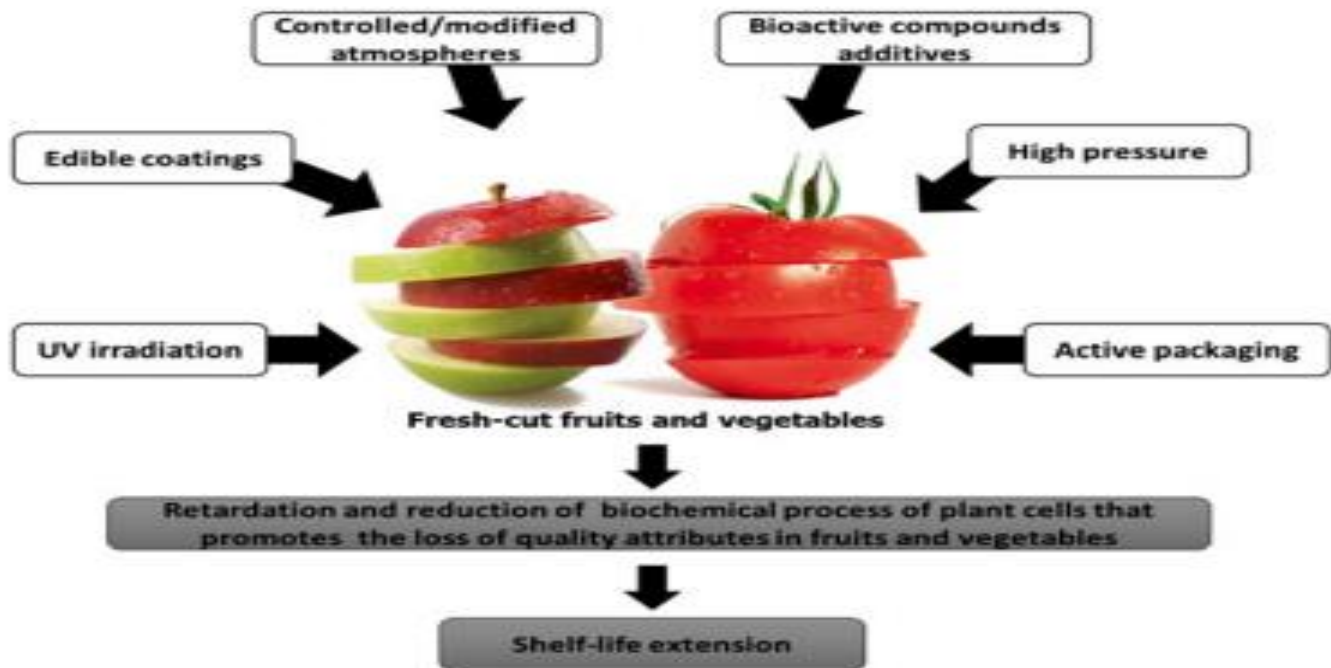 Controlled/modified
atmospheres
Bioactive compounds
additives
Edible coatings
High pressure
UV irradiation
Active packaging
Fresh-cut fruits and vegetables
Retardation and reduction of biochemical process of plant cells that
promotes the loss of quality attributes in fruits and vegetables
Shelf-life extension